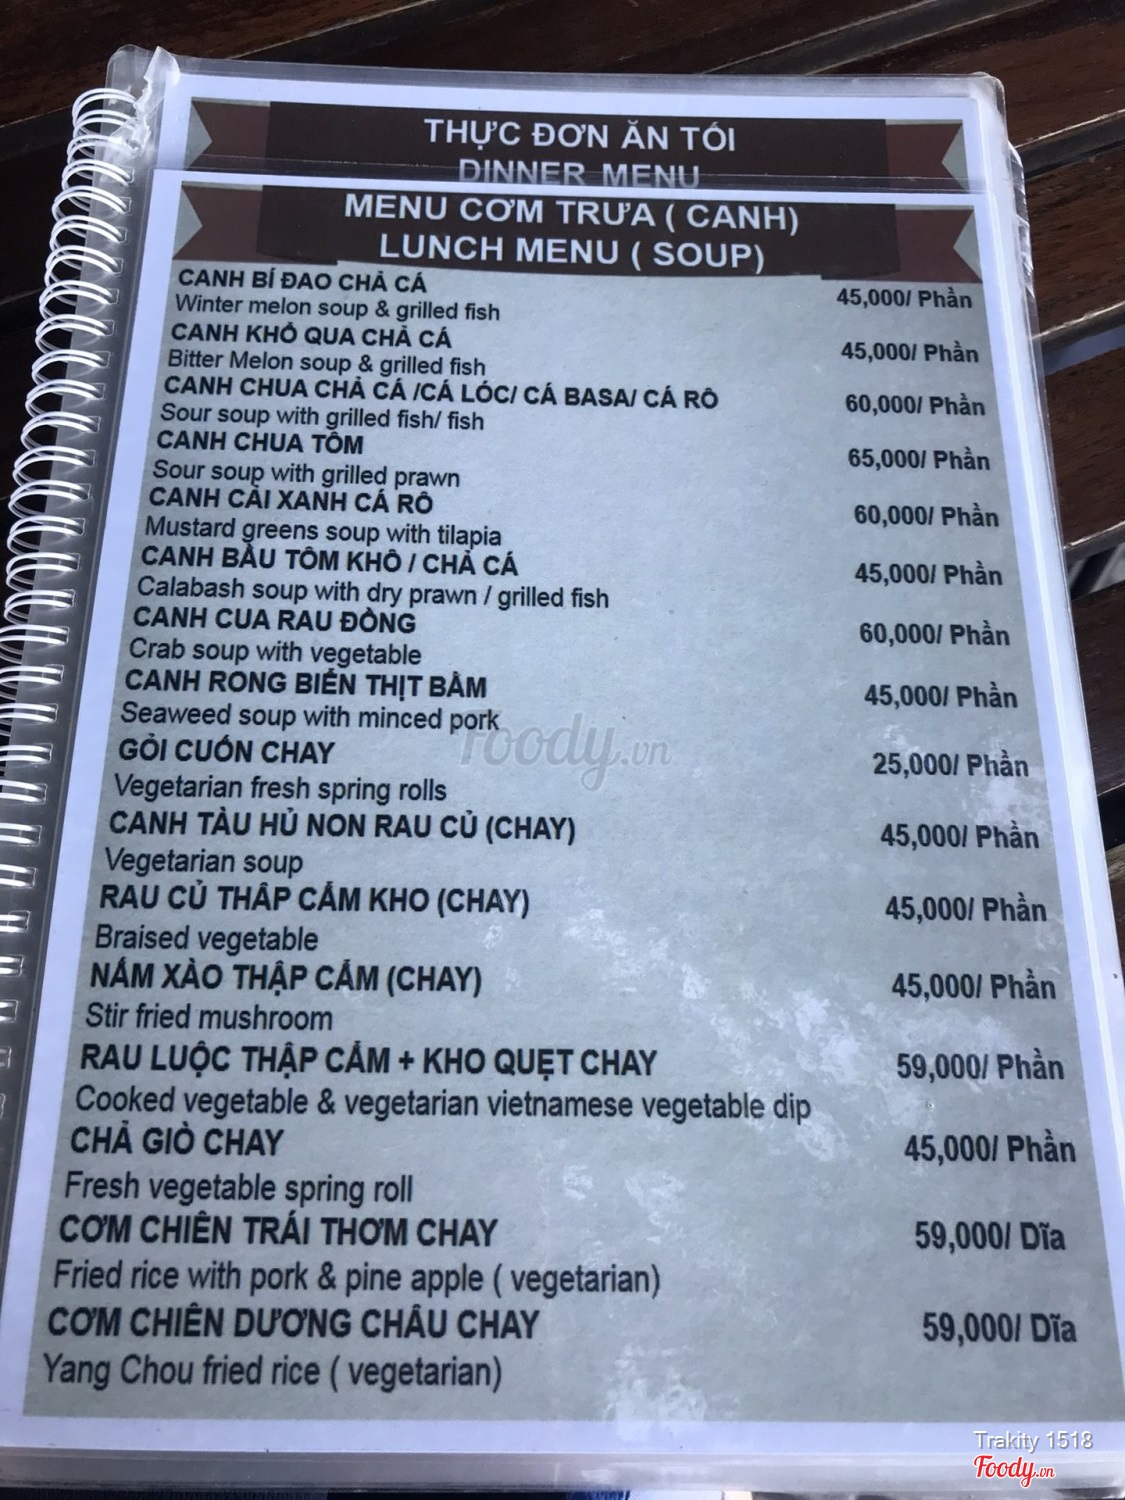 THỰC ĐƠN ĂN TỐI
DINNER MENU
MENU CƠM TRƯA ( CANH)
LUNCH MENU ( SOUP)
CANH BÍ ĐAO CHẢ CÁ 45,000/ Phần
Winter melon soup & grilled fish
CANH KHỔ QUA CHẢ CÁ 45,000/ Phần
Bitter Melon soup & grilled fish
CANH CHUA CHẢ CÁ /CÁ LÓC/ CÁ BASA/ CÁ RÔ 60,000/ Phần
Sour soup with grilled fish/ fish
CANH CHUA TÔM 65,000/ Phần
Sour soup with grilled prawn
CANH CẢI XANH CÁ RÔ 60,000/ Phần
Mustard greens soup with tilapia
CANH BẦU TÔM KHÔ / CHẢ CÁ 45,000/ Phần
Calabash soup with dry prawn / grilled fish
CANH CUA RAU ĐỒNG 60,000/ Phần
Crab soup with vegetable
CANH RONG BIỂN THỊT BẰM 45,000/ Phần
Seaweed soup with minced pork
GỎI CUỐN CHAY 25,000/ Phần
Vegetarian fresh spring rolls
CANH TÀU HỦ NON RAU CỦ (CHAY) 45,000/ Phần
Vegetarian soup
RAU CỦ THẬP CẨM KHO (CHAY) 45,000/ Phần
Braised vegetable
NẤM XÀO THẬP CẨM (CHAY) 45,000/ Phần
Stir fried mushroom
RAU LUỘC THẬP CẨM + KHO QUẸT CHAY 59,000/ Phần
Cooked vegetable & vegetarian vietnamese vegetable dip
CHẢ GIÒ CHAY 45,000/ Phần
Fresh vegetable spring roll
CƠM CHIÊN TRÁI THƠM CHAY 59,000/ Dĩa
Fried rice with pork & pine apple ( vegetarian)
CƠM CHIÊN DƯƠNG CHÂU CHAY 59,000/ Dĩa
Yang Chou fried rice ( vegetarian)
Foody.vn
Trakity 1518
Foody.vn